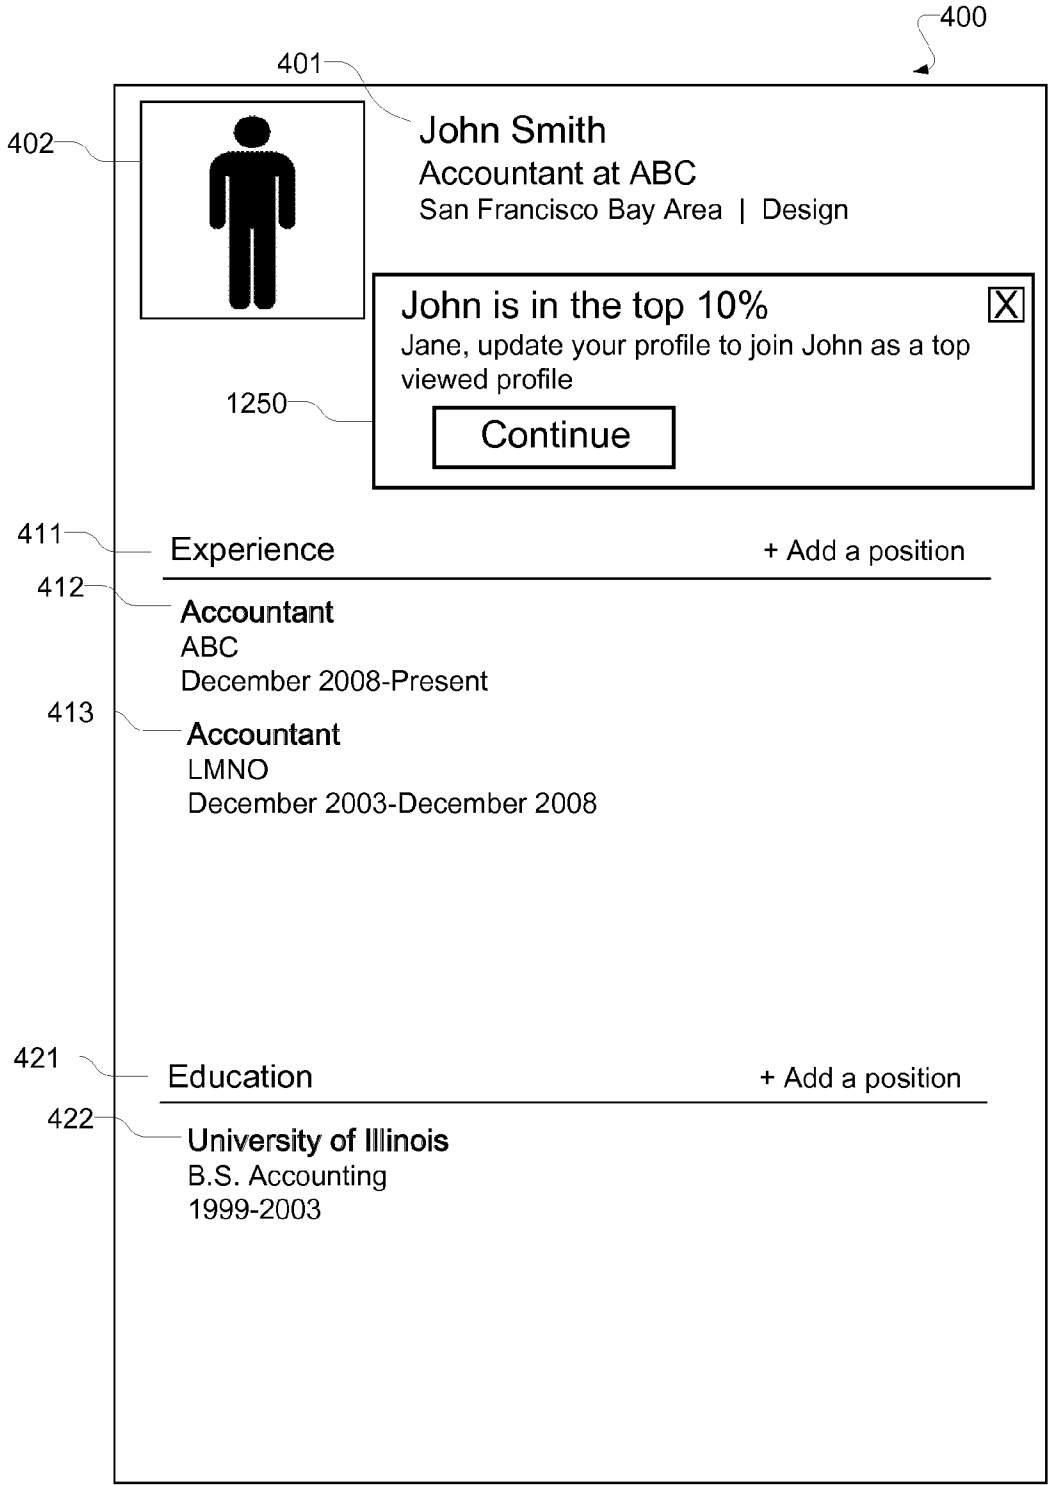 400
401
John Smith
402
Accountant at ABC
San Francisco Bay Area | Design
John is in the top 10%
X
Jane, update your profile to join John as a top
viewed profile
1250
Continue
411
Experience
+ Add a position
412
Accountant
ABC
December 2008-Present
413
Accountant
LMNO
December 2003-December 2008
421
Education
+ Add a position
422
University of Illinois
B.S. Accounting
1999-2003